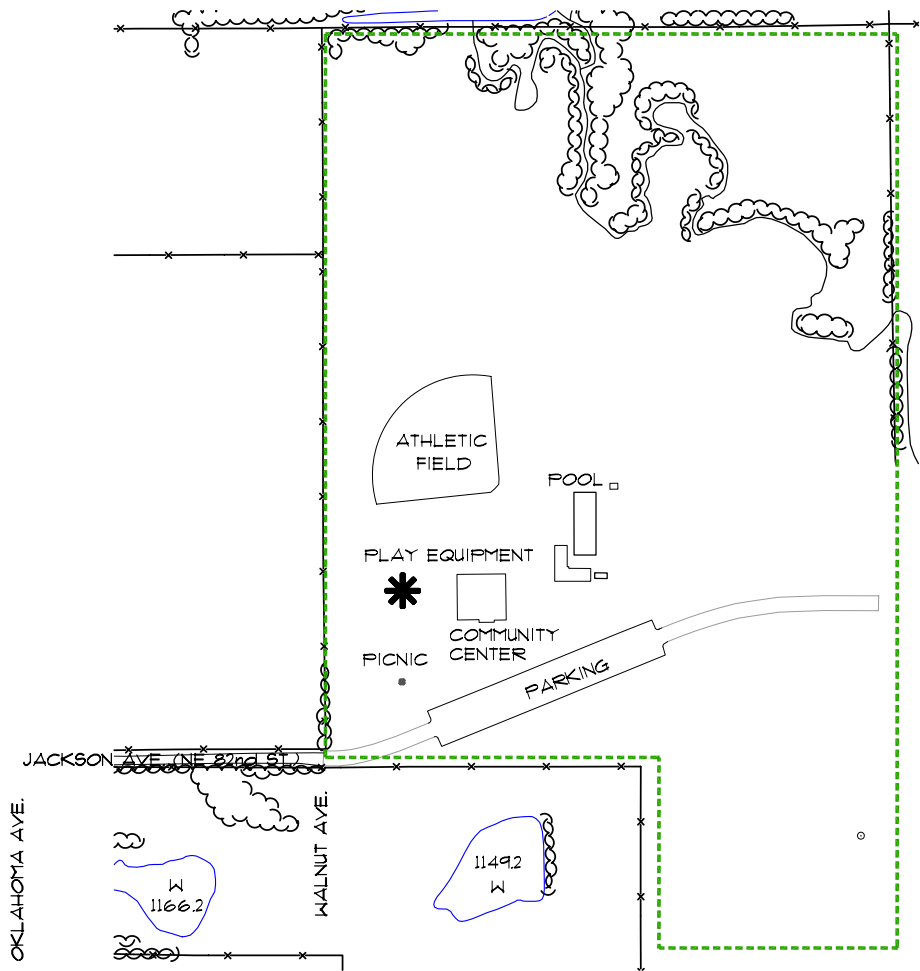 ATHLETIC
FIELD
POOL
PLAY EQUIPMENT
COMMUNITY
CENTER
PICNIC
PARKING
JACKSON AVE. (NE 82nd ST.)
OKLAHOMA AVE.
WALNUT AVE.
1149.2
W
W
1166.2